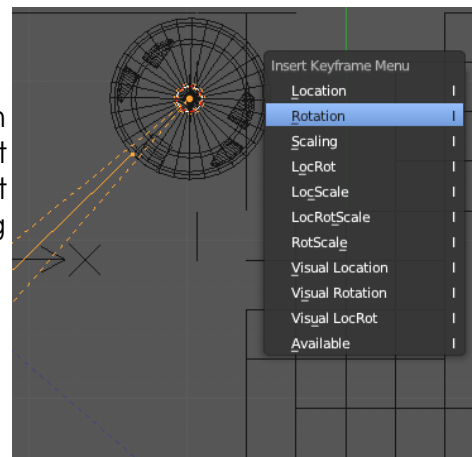 Insert Keyframe Menu
Location I
Rotation I
Scaling I
LocRot I
LocScale I
LocRotScale I
RotScale I
Visual Location I
Visual Rotation I
Visual LocRot I
Available I